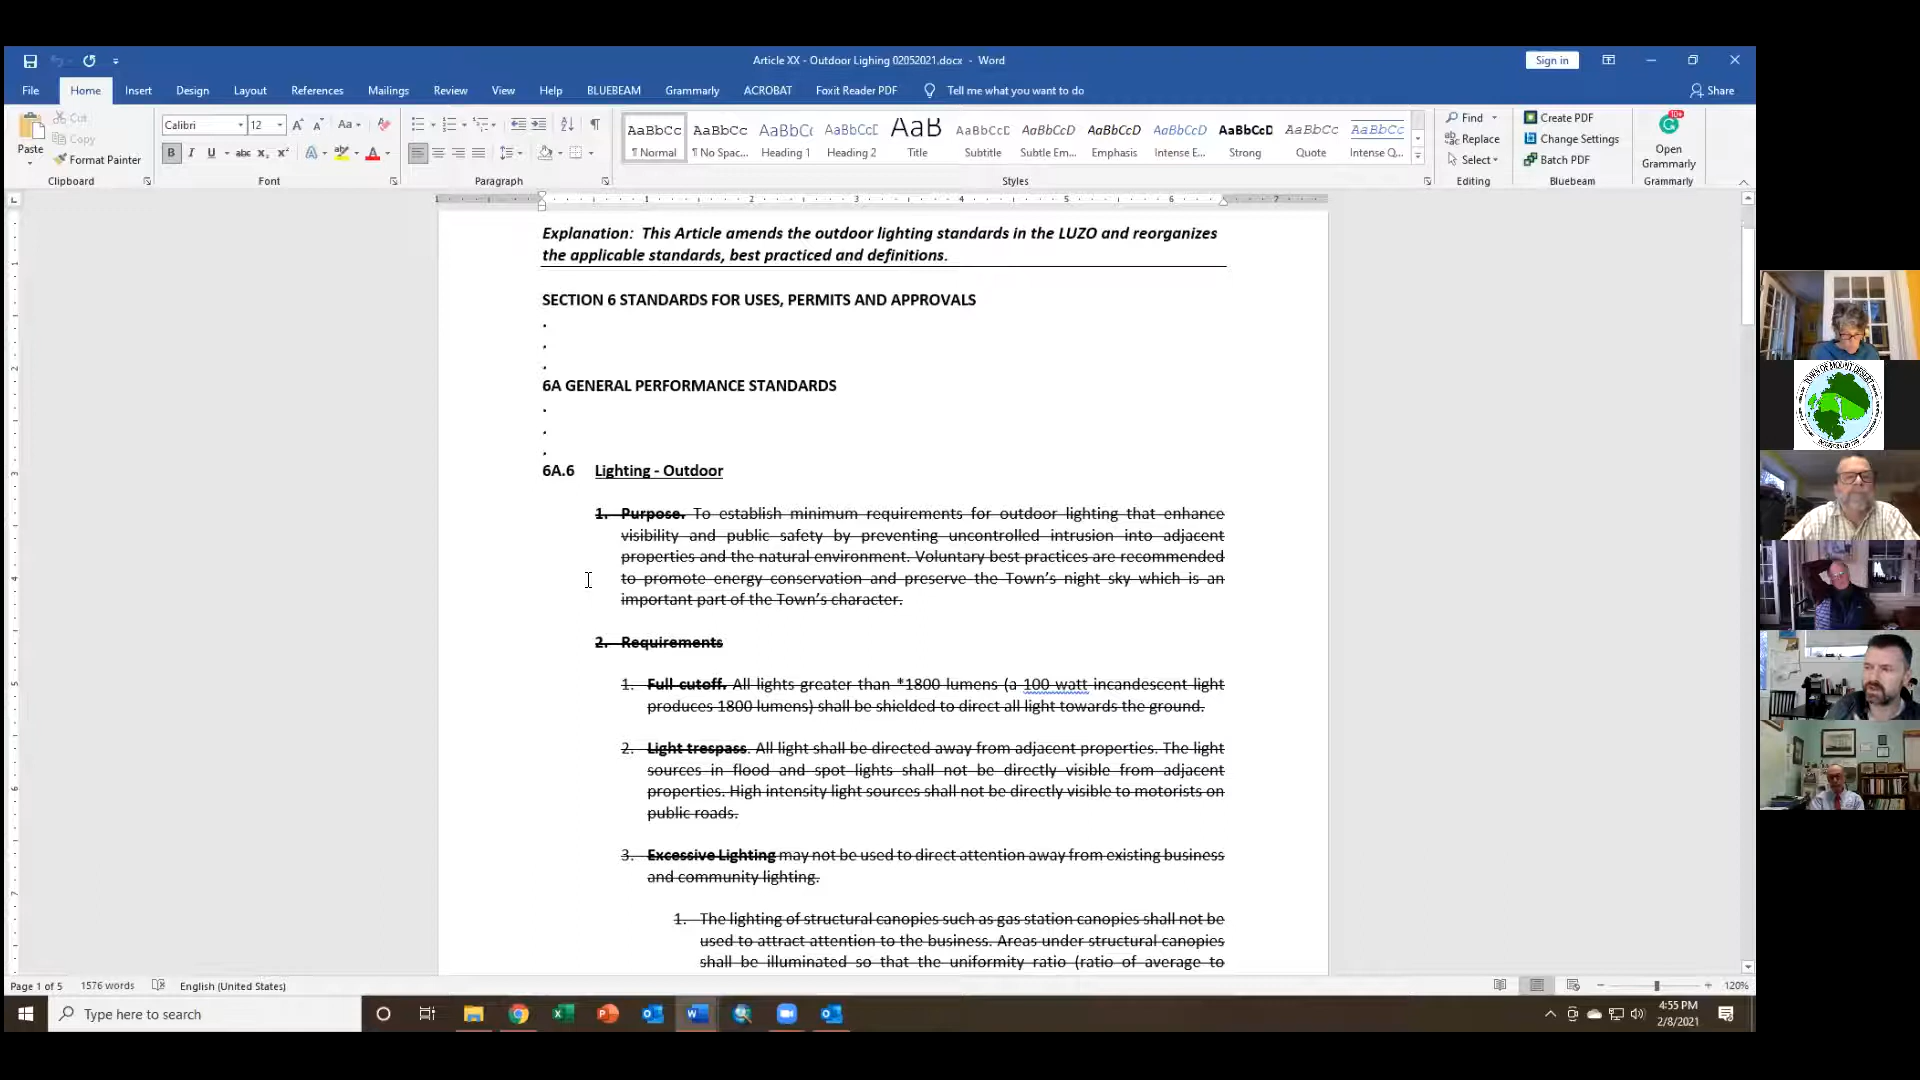 Article XX - Outdoor Lighing 02052021.docx - Word
Sign in
File Home Insert Design Layout References Mailings Review View Help BLUEBEAM Grammarly ACROBAT Foxit Reader PDF Tell me what you want to do Share
Paste
Cut
Copy
Format Painter
Clipboard
Calibri 12
Font
Paragraph
AaBbCc AaBbCc AaBbCc AaBbCc AaB AaBbCcD AaBbCcD AaBbCcD AaBbCcD AaBbCcD AaBbCc AaBbCc
¶ Normal ¶ No Spac... Heading 1 Heading 2 Title Subtitle Subtle Em... Emphasis Intense E... Strong Quote Intense Q...
Styles
Find
Replace
Select
Editing
Create PDF
Change Settings
Batch PDF
Bluebeam
Open
Grammarly
Grammarly
1 1 2 3 4 5 6 7
Explanation: This Article amends the outdoor lighting standards in the LUZO and reorganizes
the applicable standards, best practiced and definitions.
SECTION 6 STANDARDS FOR USES, PERMITS AND APPROVALS
.
.
.
6A GENERAL PERFORMANCE STANDARDS
.
.
.
6A.6 Lighting - Outdoor
1. Purpose. To establish minimum requirements for outdoor lighting that enhance
visibility and public safety by preventing uncontrolled intrusion into adjacent
properties and the natural environment. Voluntary best practices are recommended
to promote energy conservation and preserve the Town's night sky which is an
important part of the Town's character.
2. Requirements
1. Full cutoff. All lights greater than *1800 lumens (a 100 watt incandescent light
produces 1800 lumens) shall be shielded to direct all light towards the ground.
2. Light trespass. All light shall be directed away from adjacent properties. The light
sources in flood and spot lights shall not be directly visible from adjacent
properties. High intensity light sources shall not be directly visible to motorists on
public roads.
3. Excessive Lighting may not be used to direct attention away from existing business
and community lighting.
1. The lighting of structural canopies such as gas station canopies shall not be
used to attract attention to the business. Areas under structural canopies
shall be illuminated so that the uniformity ratio (ratio of average to
TOWN OF MOUNT DESERT
Page 1 of 5 1576 words English (United States) 120%
Type here to search
4:55 PM
2/8/2021